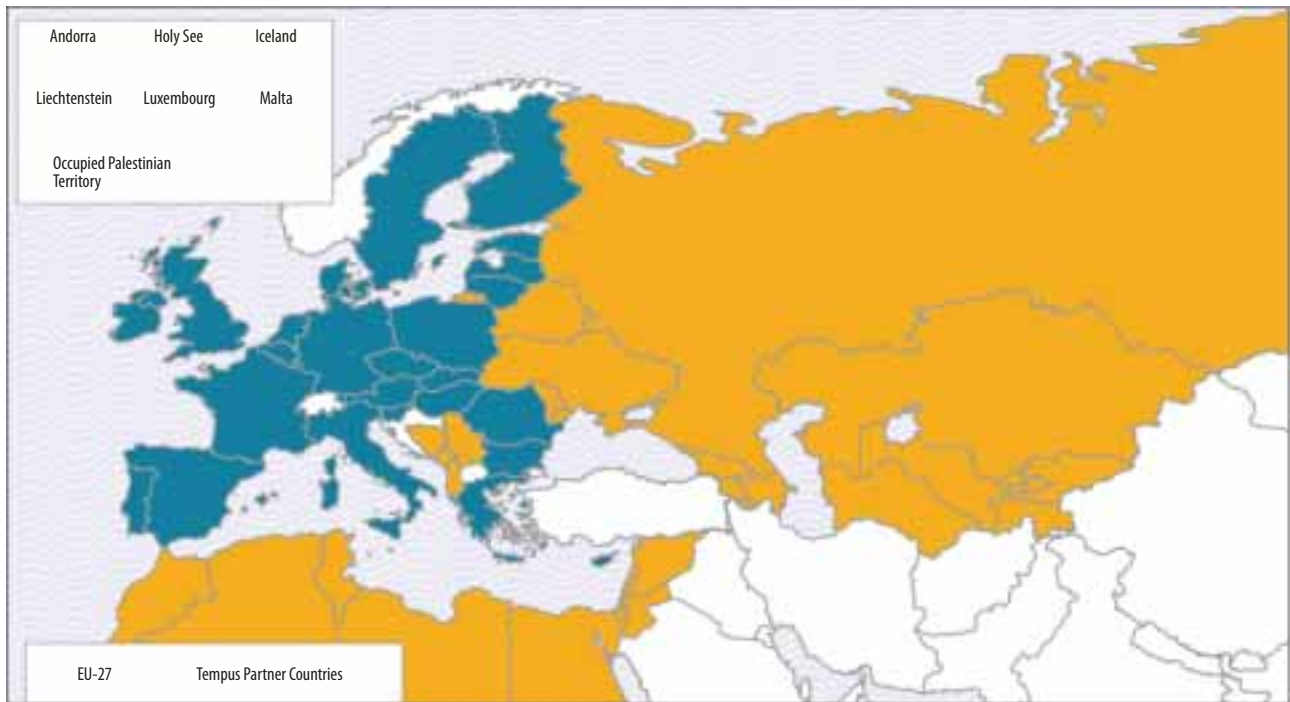 Andorra Holy See Iceland
Liechtenstein Luxembourg Malta
Occupied Palestinian
Territory
EU-27 Tempus Partner Countries